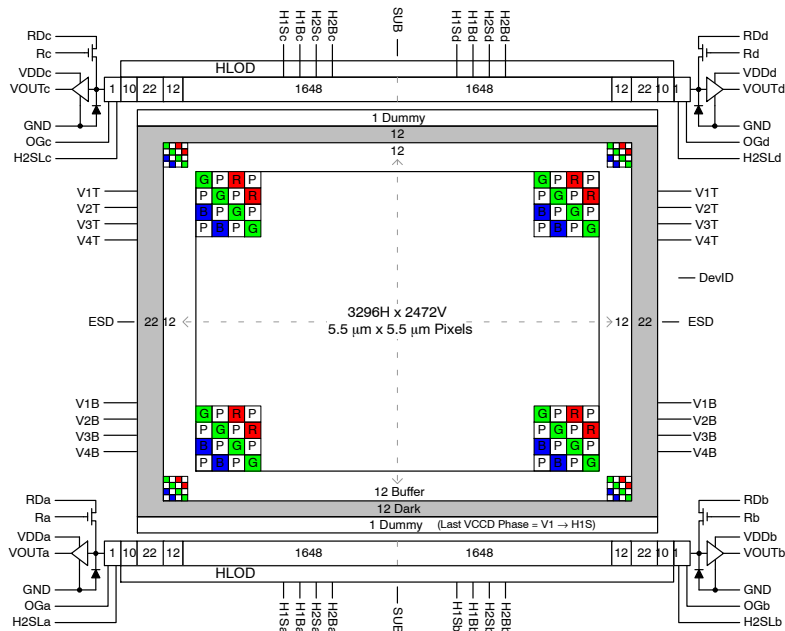 H1Sc
H1Bc
H2Sc
H2Bc
SUB
H1Sd
H1Bd
H2Sd
H2Bd
RDc
Rc
VDDc
VOUTc
GND
OGc
H2SLc
RDd
Rd
VDDd
VOUTd
GND
OGd
H2SLd
HLOD
1 10 22 12 1648 1648 12 22 10 1
1 Dummy
12
12
G P R P
P G P R
B P G P
P B P G
G P R P
P G P R
B P G P
P B P G
V1T
V2T
V3T
V4T
V1T
V2T
V3T
V4T
DevID
ESD
22 12
3296H x 2472V
5.5 µm x 5.5 µm Pixels
12 22
ESD
V1B
V2B
V3B
V4B
V1B
V2B
V3B
V4B
G P R P
P G P R
B P G P
P B P G
G P R P
P G P R
B P G P
P B P G
12 Buffer
12 Dark
1 Dummy (Last VCCD Phase = V1 → H1S)
RDa
Ra
VDDa
VOUTa
GND
OGa
H2SLa
RDb
Rb
VDDb
VOUTb
GND
OGb
H2SLb
1 10 22 12 1648 1648 12 22 10 1
HLOD
H1Sa
H1Ba
H2Sa
H2Ba
SUB
H1Sb
H1Bb
H2Sb
H2Bb